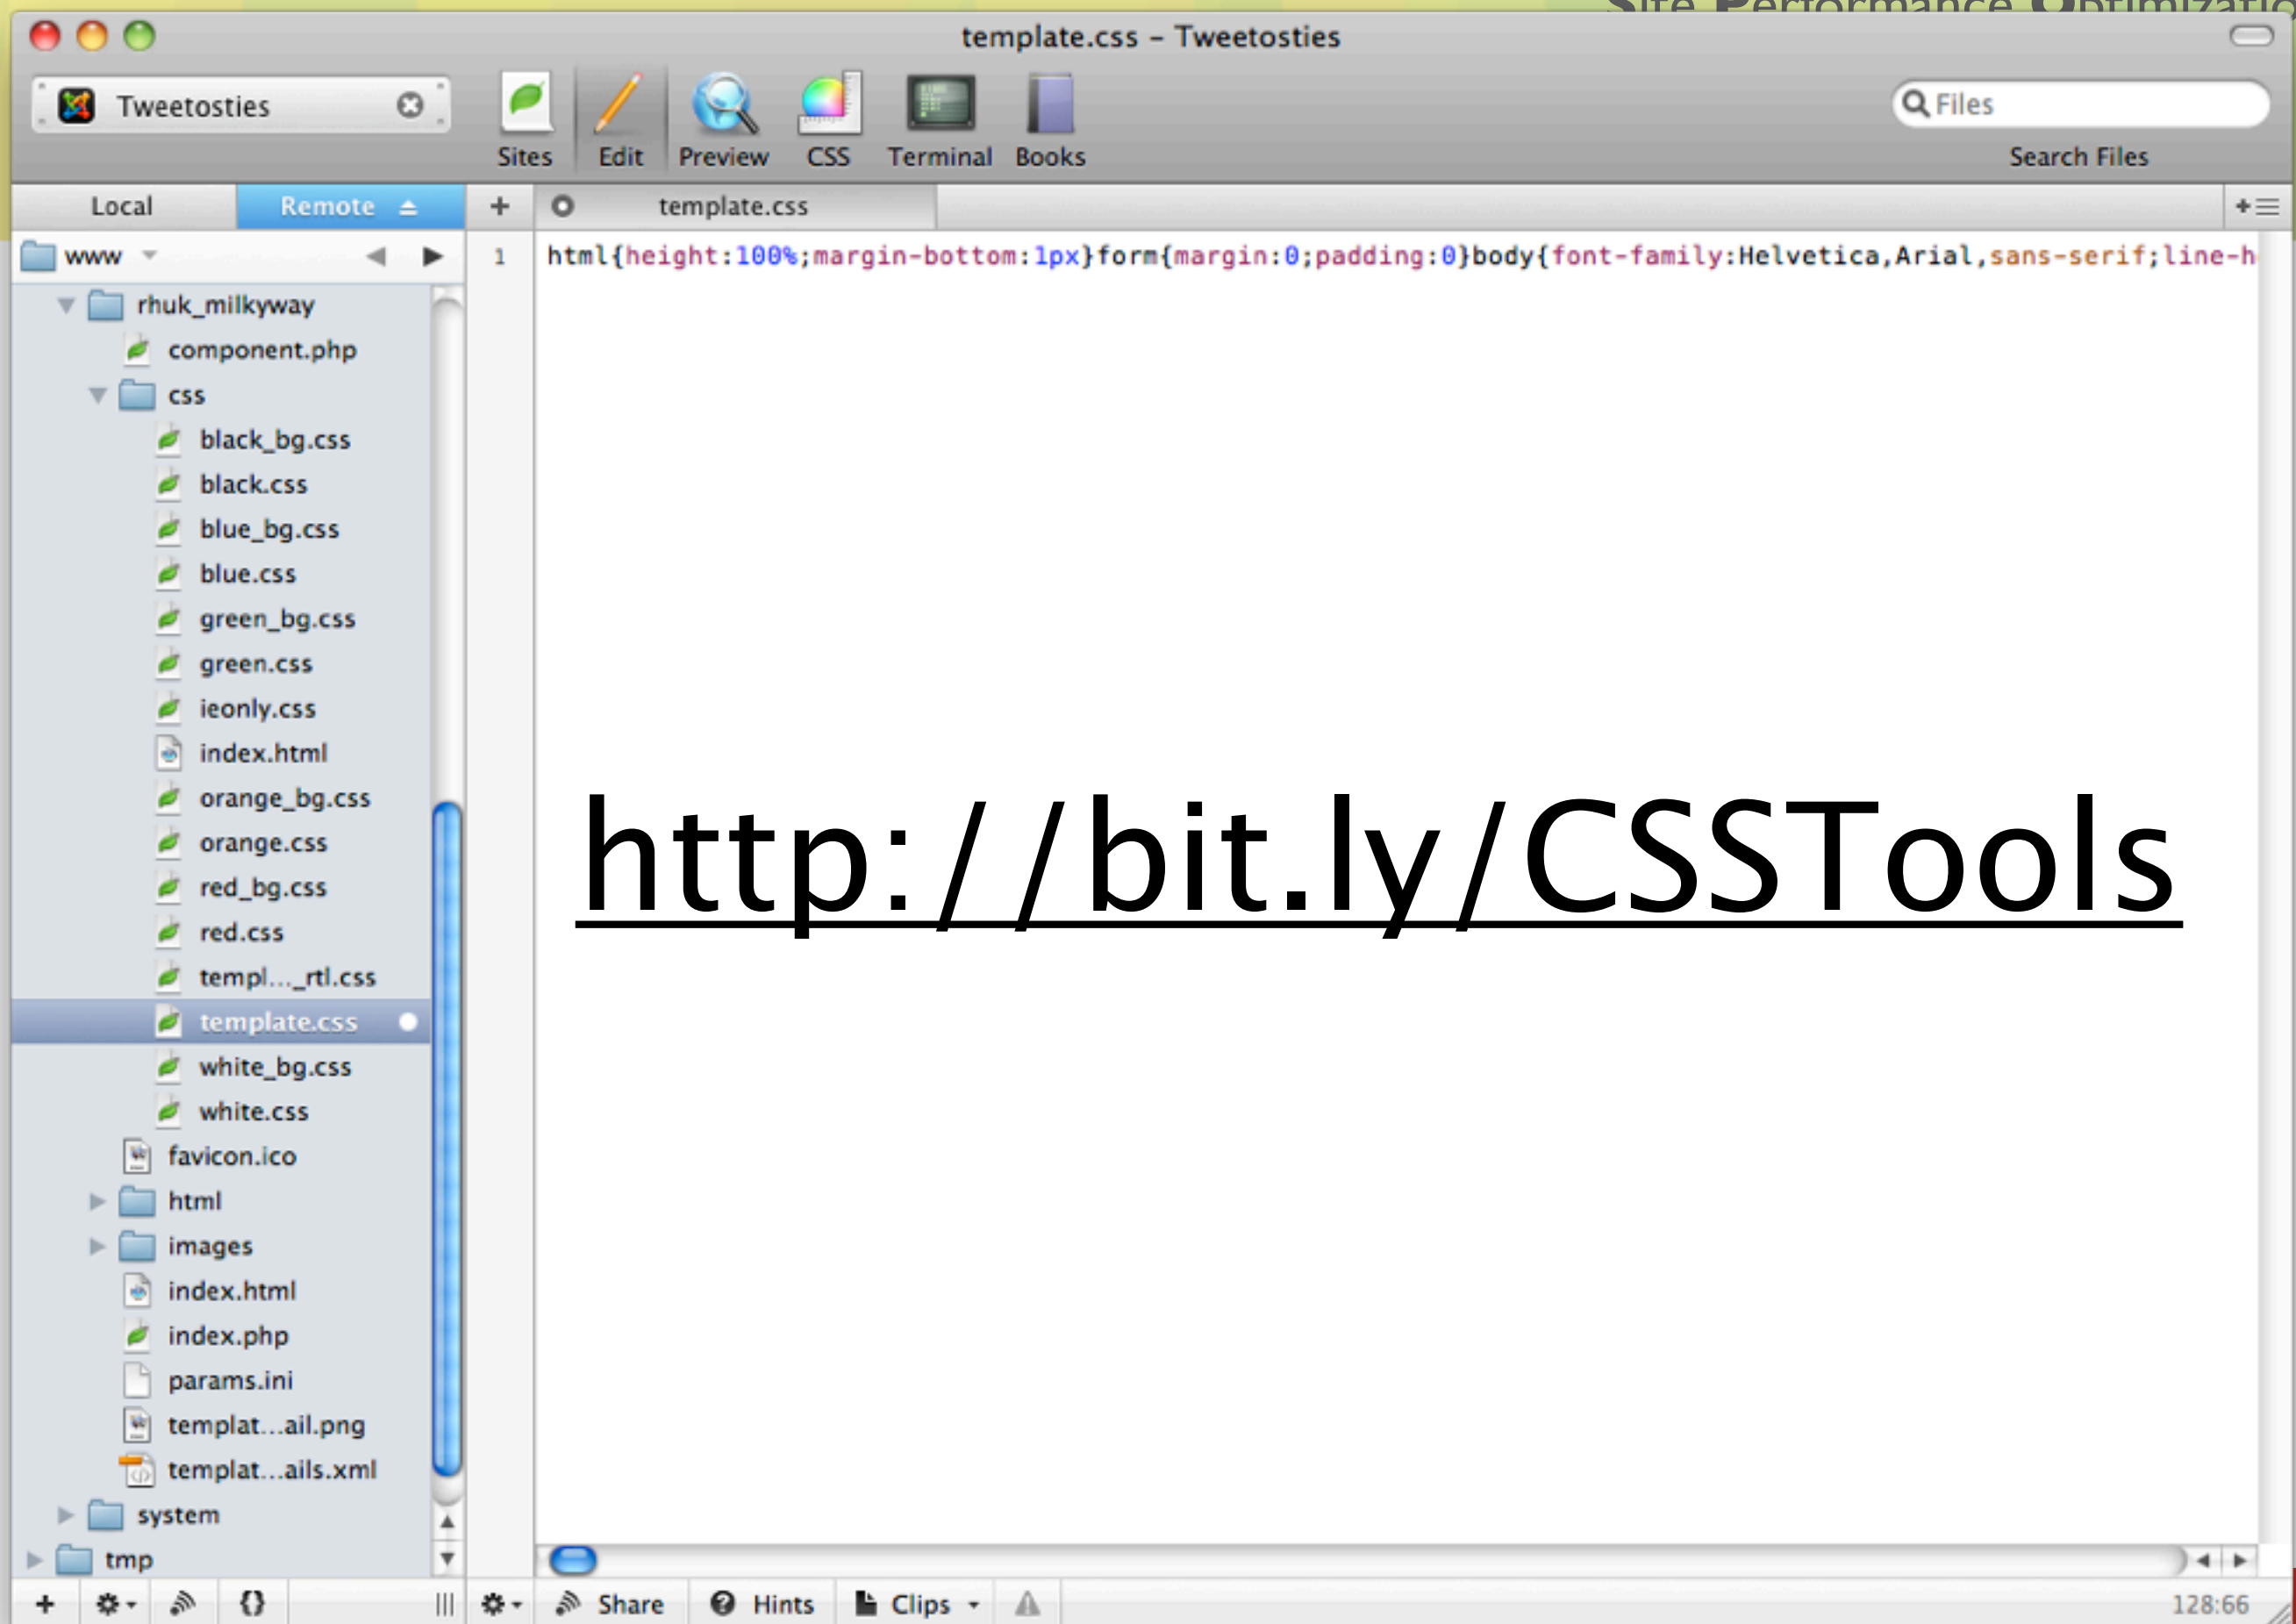 Site Performance Optimizatio
template.css – Tweetosties
Tweetosties
Sites Edit Preview CSS Terminal Books
Files
Search Files
Local Remote
template.css
www
1 html{height:100%;margin-bottom:1px}form{margin:0;padding:0}body{font-family:Helvetica,Arial,sans-serif;line-h
rhuk_milkyway
component.php
css
black_bg.css
black.css
blue_bg.css
blue.css
green_bg.css
green.css
ieonly.css
index.html
orange_bg.css
orange.css
red_bg.css
red.css
templ..._rtl.css
template.css
white_bg.css
white.css
favicon.ico
html
images
index.html
index.php
params.ini
templat...ail.png
templat...ails.xml
system
tmp
http://bit.ly/CSSTools
Share Hints Clips
128:66